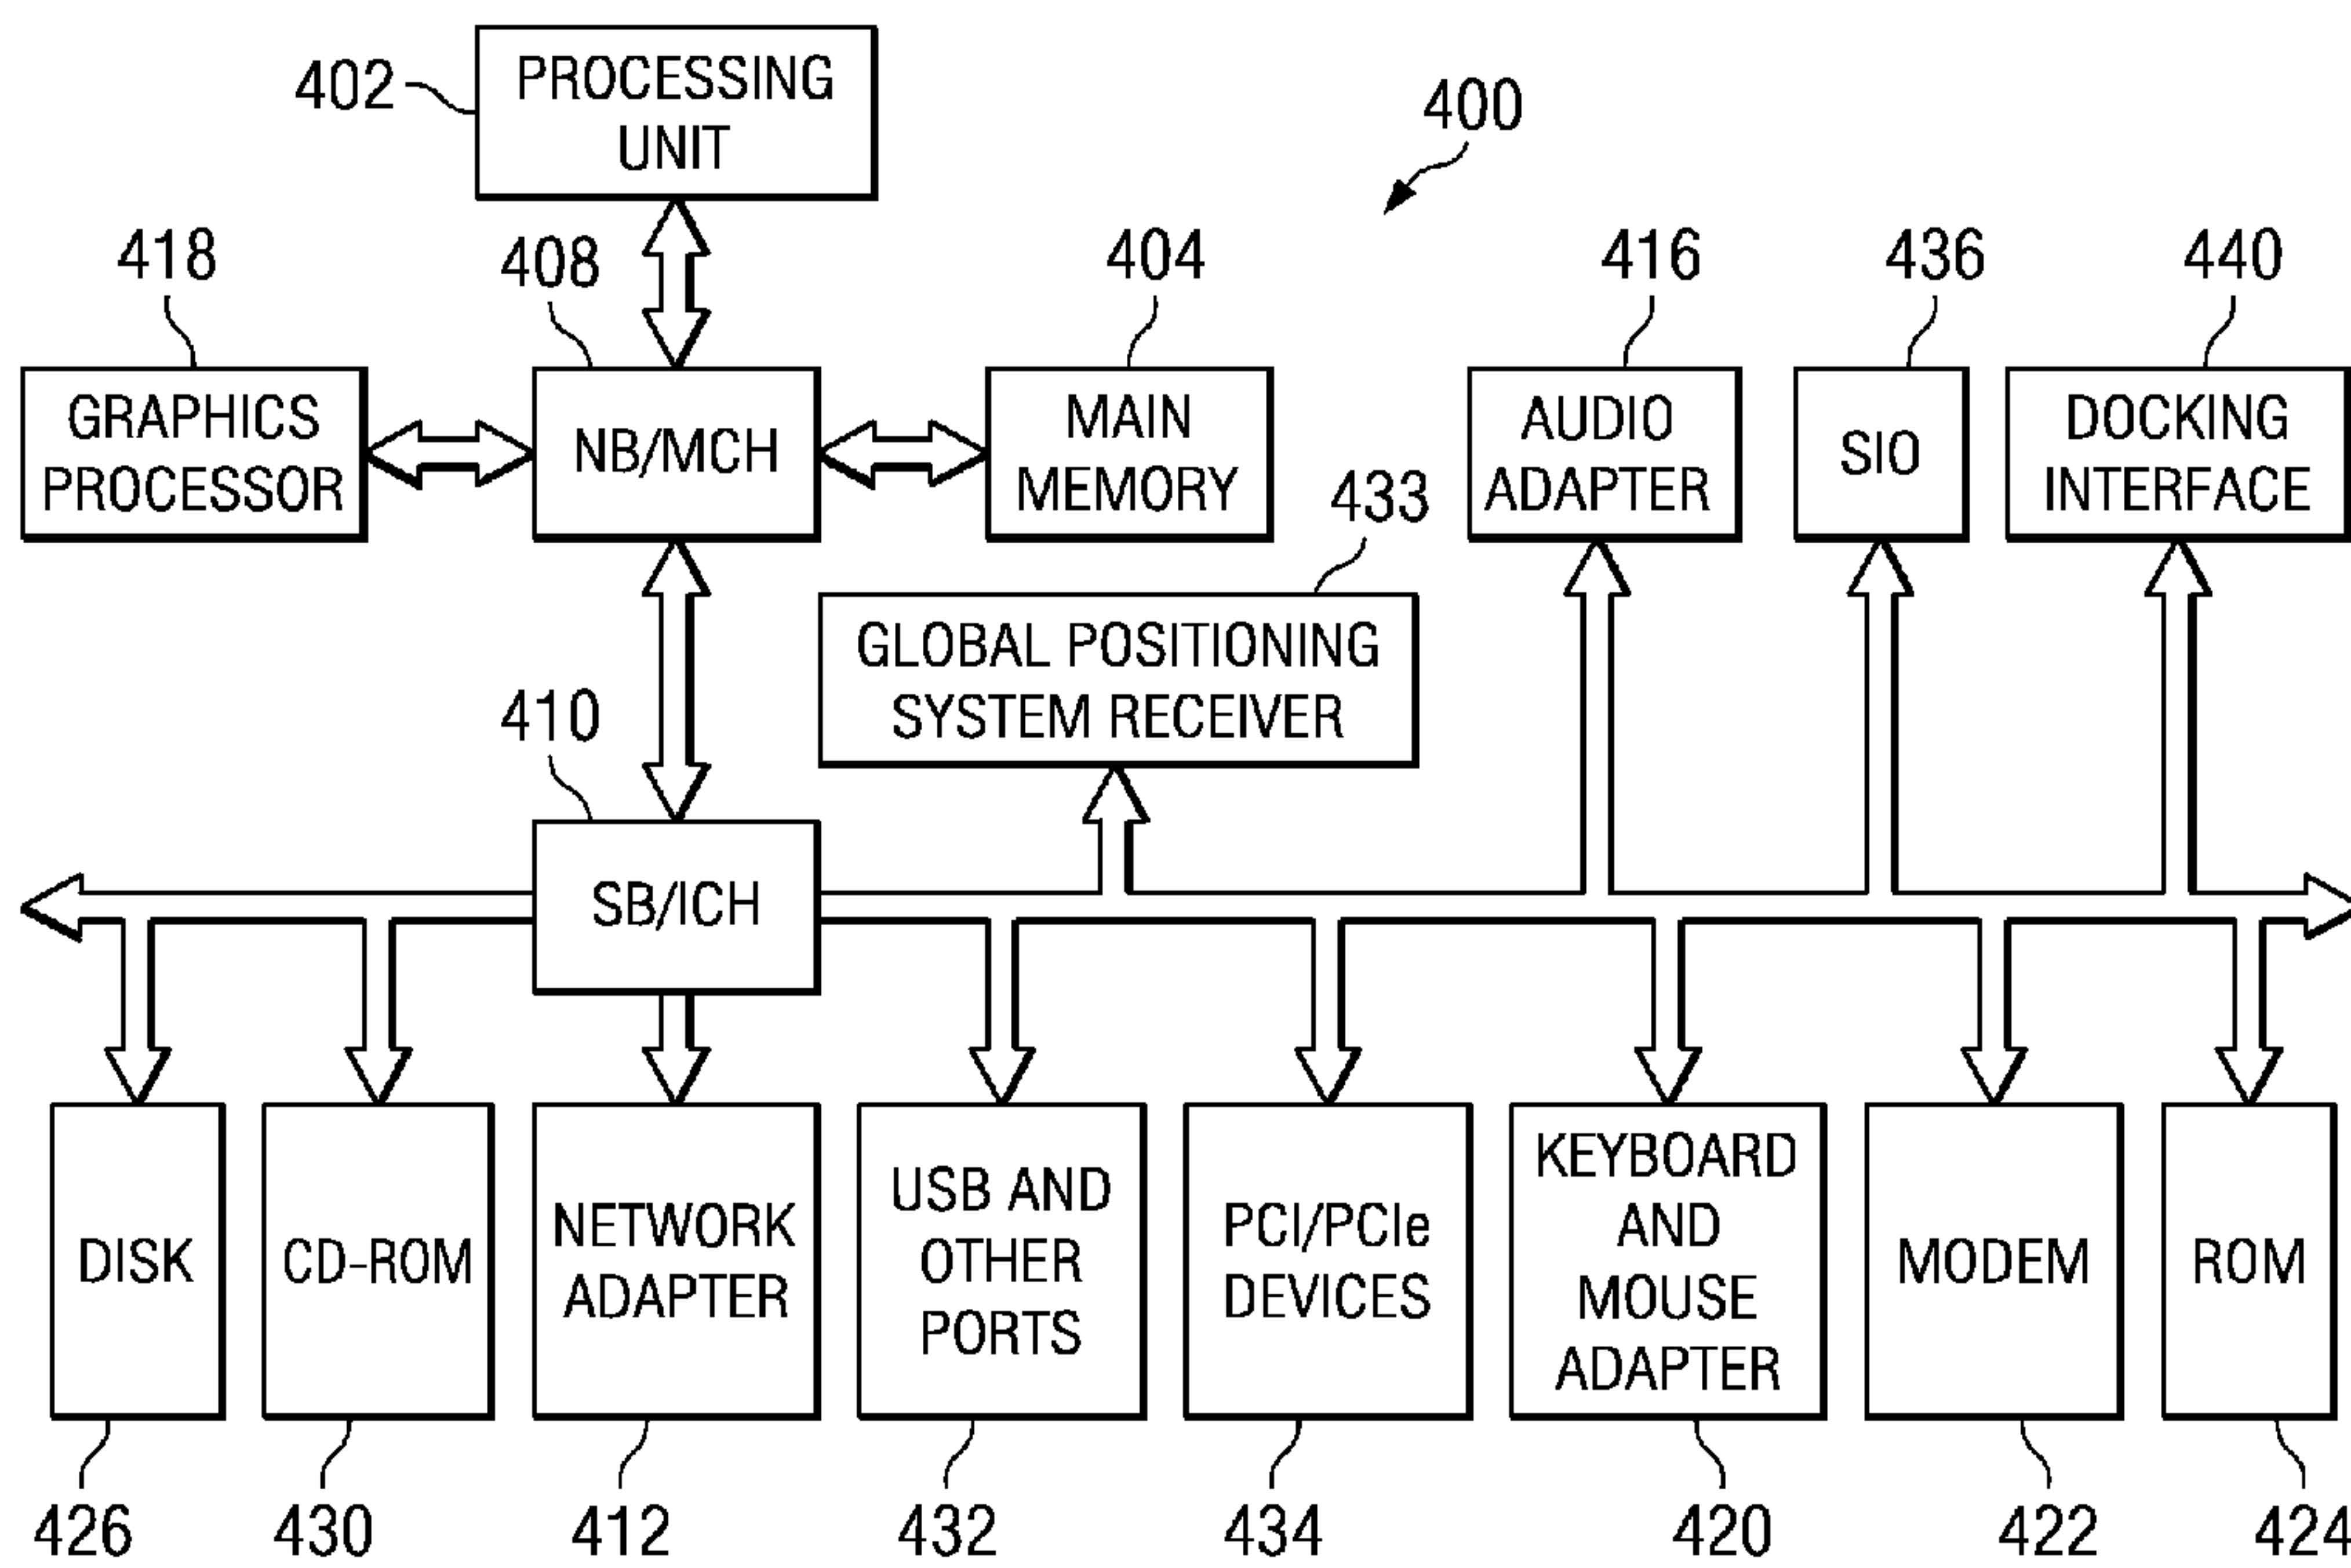 402
PROCESSING
UNIT
400
418
408
404
416
436
440
GRAPHICS
PROCESSOR
NB/MCH
MAIN
MEMORY
433
AUDIO
ADAPTER
SIO
DOCKING
INTERFACE
GLOBAL POSITIONING
SYSTEM RECEIVER
410
SB/ICH
DISK
CD-ROM
NETWORK
ADAPTER
USB AND
OTHER
PORTS
PCI/PCIe
DEVICES
KEYBOARD
AND
MOUSE
ADAPTER
MODEM
ROM
426
430
412
432
434
420
422
424